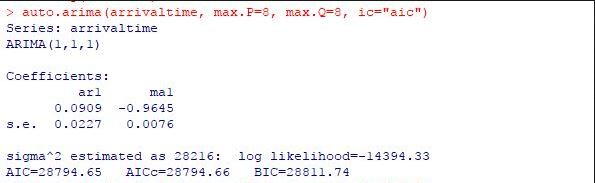 > auto.arima(arrivaltime, max.P=8, max.Q=8, ic="aic")
Series: arrivaltime
ARIMA(1,1,1)
Coefficients:
ar1 ma1
0.0909 -0.9645
s.e. 0.0227 0.0076
sigma^2 estimated as 28216: log likelihood=-14394.33
AIC=28794.65 AICc=28794.66 BIC=28811.74